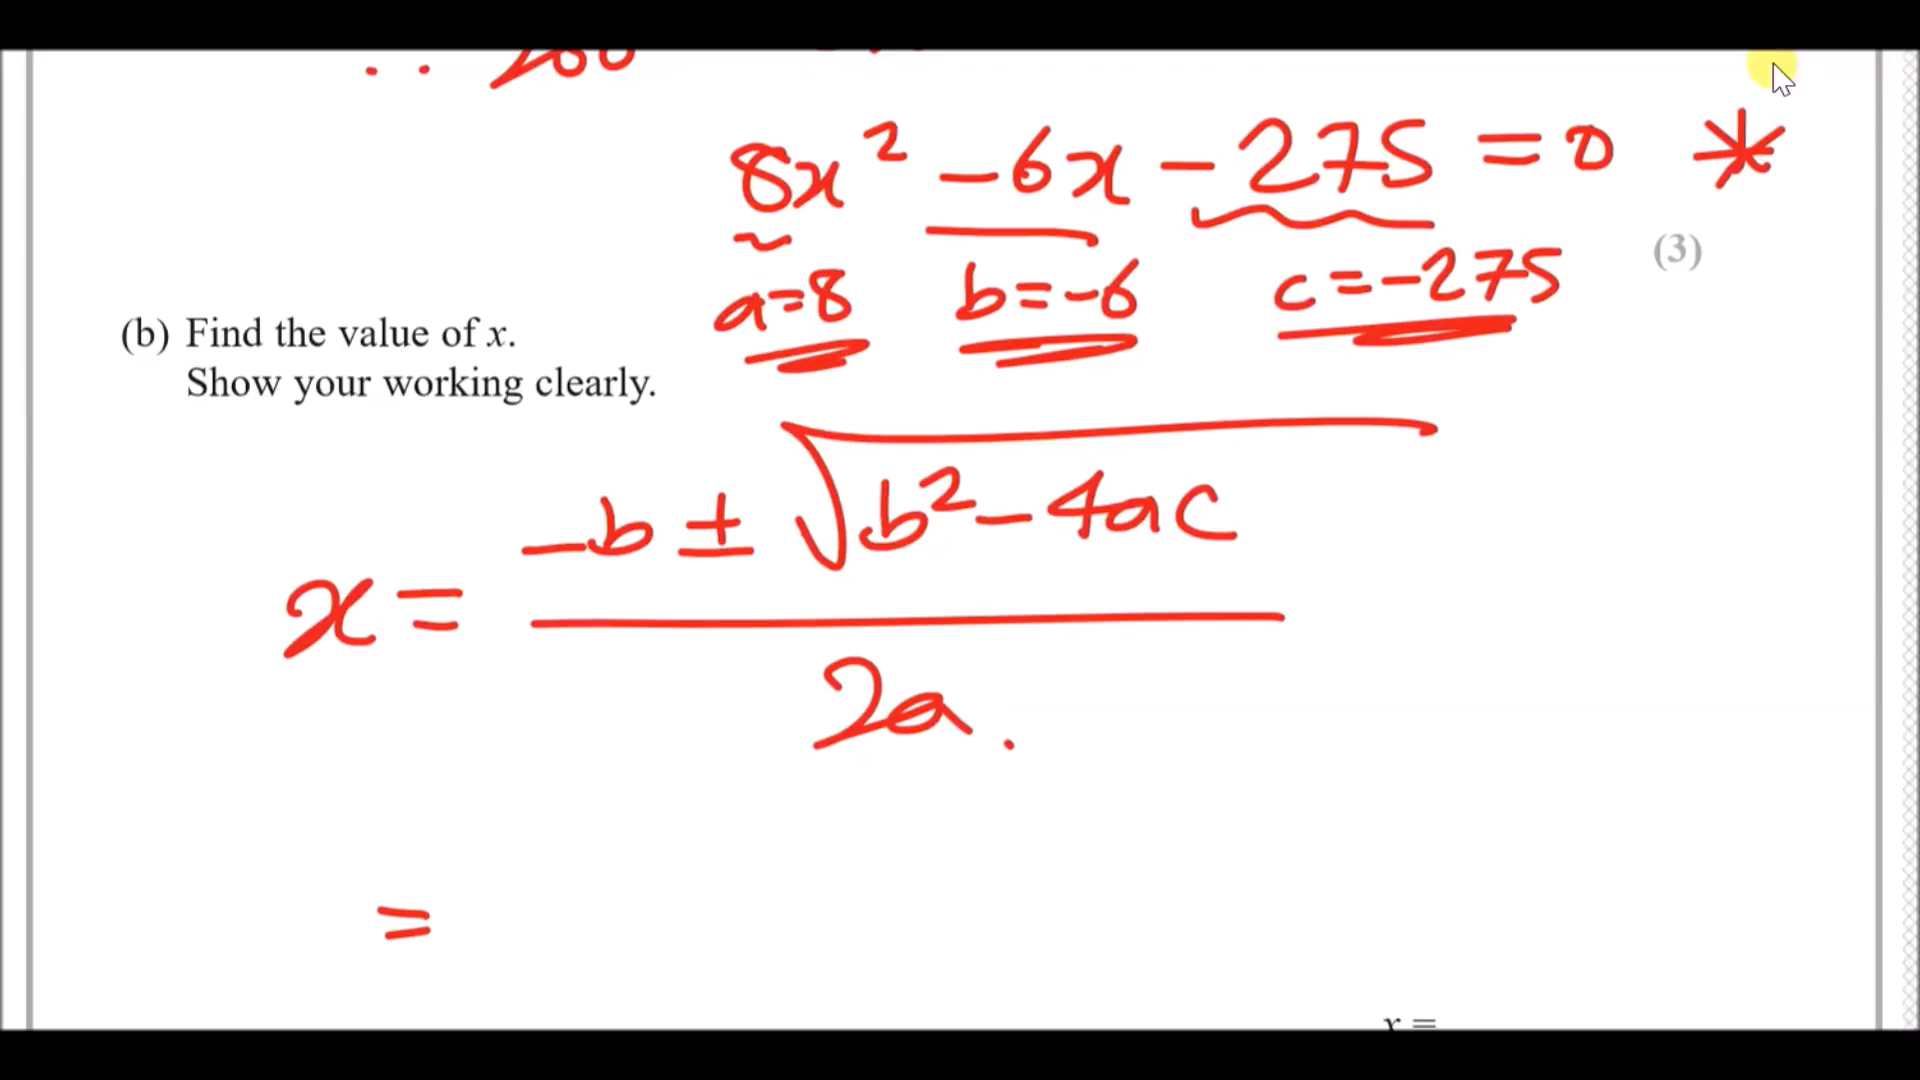 8x² - 6x - 275 = 0 *
(3)
a=8 b=-6 c=-275
(b) Find the value of x.
Show your working clearly.
x = (-b ± √(b² - 4ac)) / 2a.
=
x =